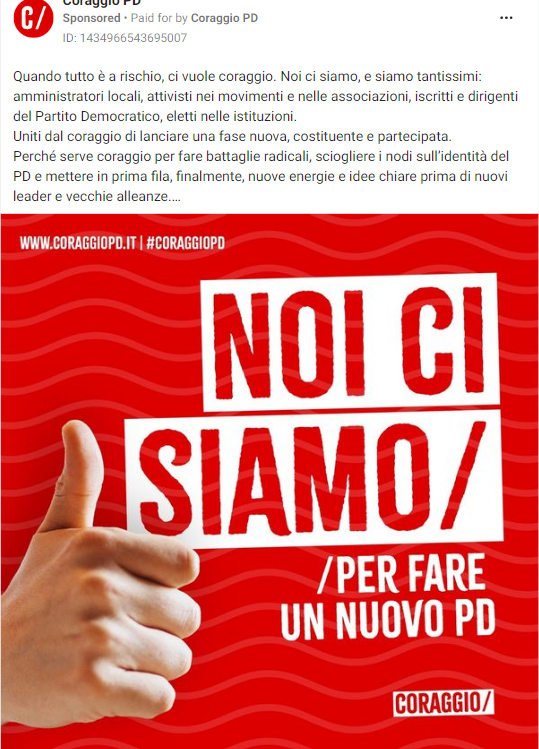 Coraggio PD
C/
Sponsored • Paid for by Coraggio PD
ID: 1434966543695007
Quando tutto è a rischio, ci vuole coraggio. Noi ci siamo, e siamo tantissimi:
amministratori locali, attivisti nei movimenti e nelle associazioni, iscritti e dirigenti
del Partito Democratico, eletti nelle istituzioni.
Uniti dal coraggio di lanciare una fase nuova, costituente e partecipata.
Perché serve coraggio per fare battaglie radicali, sciogliere i nodi sull'identità del
PD e mettere in prima fila, finalmente, nuove energie e idee chiare prima di nuovi
leader e vecchie alleanze....
WWW.CORAGGIOPD.IT | #CORAGGIOPD
NOI CI
SIAMO/
/PER FARE
UN NUOVO PD
CORAGGIO/